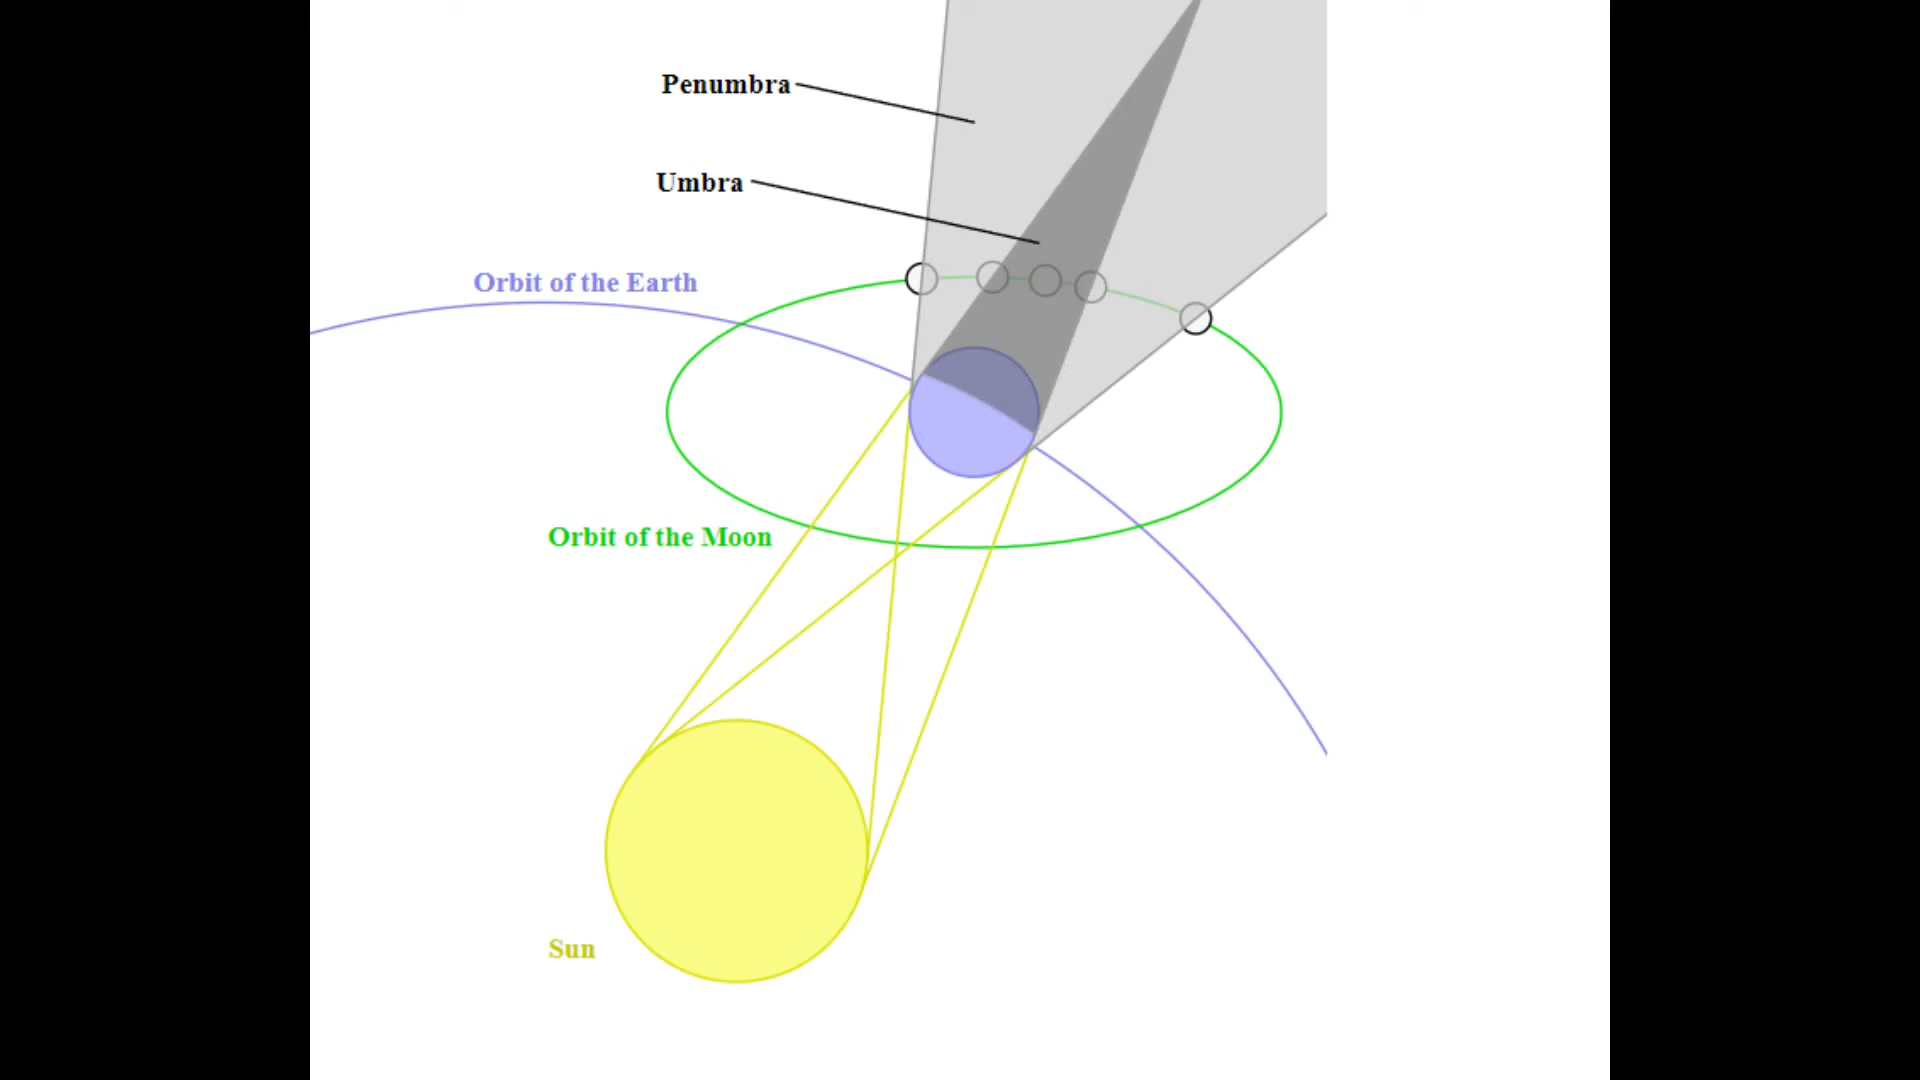 Penumbra
Umbra
Orbit of the Earth
Orbit of the Moon
Sun